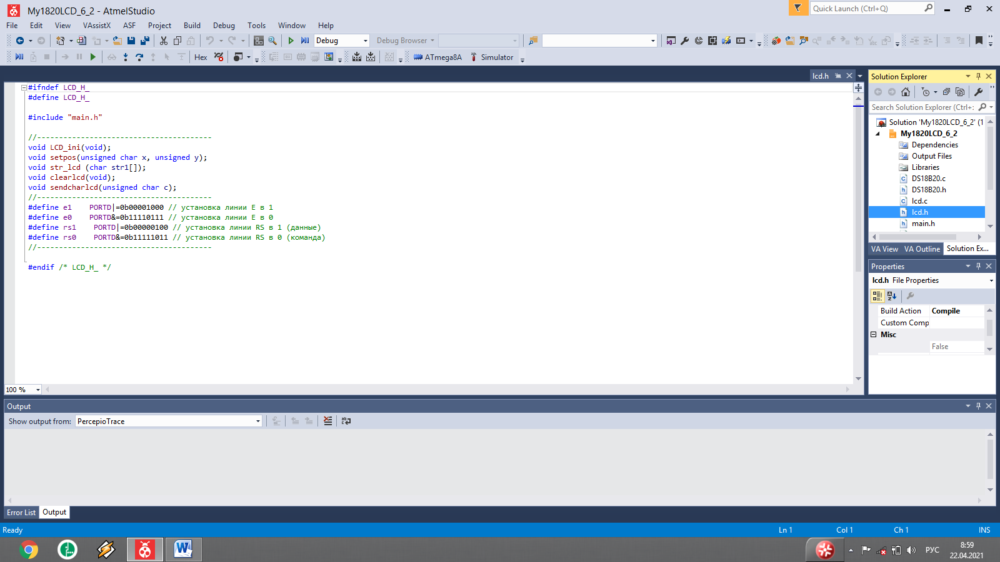 My1820LCD_6_2 - AtmelStudio
Quick Launch (Ctrl+Q)
File Edit View VAssistX ASF Project Build Debug Tools Window Help
Debug Debug Browser
Hex ATmega8A Simulator
lcd.h
#ifndef LCD_H_
#define LCD_H_
#include "main.h"
//----------------------------------------
void LCD_ini(void);
void setpos(unsigned char x, unsigned y);
void str_lcd (char str1[]);
void clearlcd(void);
void sendcharlcd(unsigned char c);
//----------------------------------------
#define e1    PORTD|=0b00001000 // установка линии E в 1
#define e0    PORTD&=0b11110111 // установка линии E в 0
#define rs1    PORTD|=0b00000100 // установка линии RS в 1 (данные)
#define rs0    PORTD&=0b11111011 // установка линии RS в 0 (команда)
//----------------------------------------
#endif /* LCD_H_ */
100 %
Solution Explorer
Search Solution Explorer (Ctrl+:
Solution 'My1820LCD_6_2' (1
My1820LCD_6_2
Dependencies
Output Files
Libraries
DS18B20.c
DS18B20.h
lcd.c
lcd.h
main.h
VA View VA Outline Solution Ex...
Properties
lcd.h File Properties
Build Action Compile
Custom Comp
Misc
False
Output
Show output from: PercepioTrace
Error List Output
Ready Ln 1 Col 1 Ch 1 INS
РУС
8:59
22.04.2021